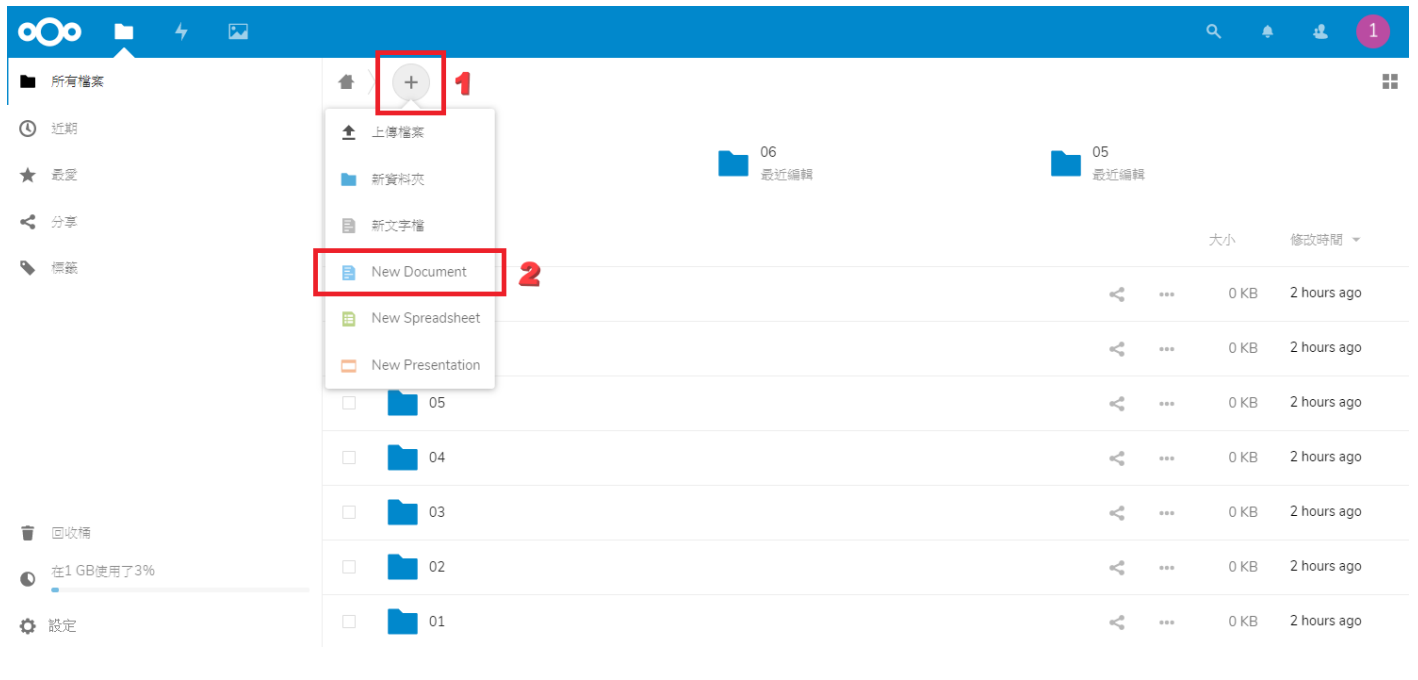 1
所有檔案
近期
最愛
分享
標籤
回收桶
在1 GB使用了3%
設定
1
上傳檔案
新資料夾
新文字檔
New Document
2
New Spreadsheet
New Presentation
06
最近編輯
05
最近編輯
大小 修改時間
0 KB 2 hours ago
0 KB 2 hours ago
05 0 KB 2 hours ago
04 0 KB 2 hours ago
03 0 KB 2 hours ago
02 0 KB 2 hours ago
01 0 KB 2 hours ago